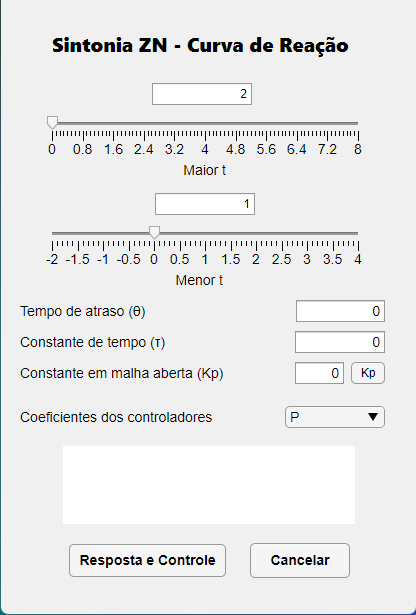 Sintonia ZN - Curva de Reação
2
0 0.8 1.6 2.4 3.2 4 4.8 5.6 6.4 7.2 8
Maior t
1
-2 -1.5 -1 -0.5 0 0.5 1 1.5 2 2.5 3 3.5 4
Menor t
Tempo de atraso (θ) 0
Constante de tempo (τ) 0
Constante em malha aberta (Kp) 0 Kp
Coeficientes dos controladores P
Resposta e Controle Cancelar